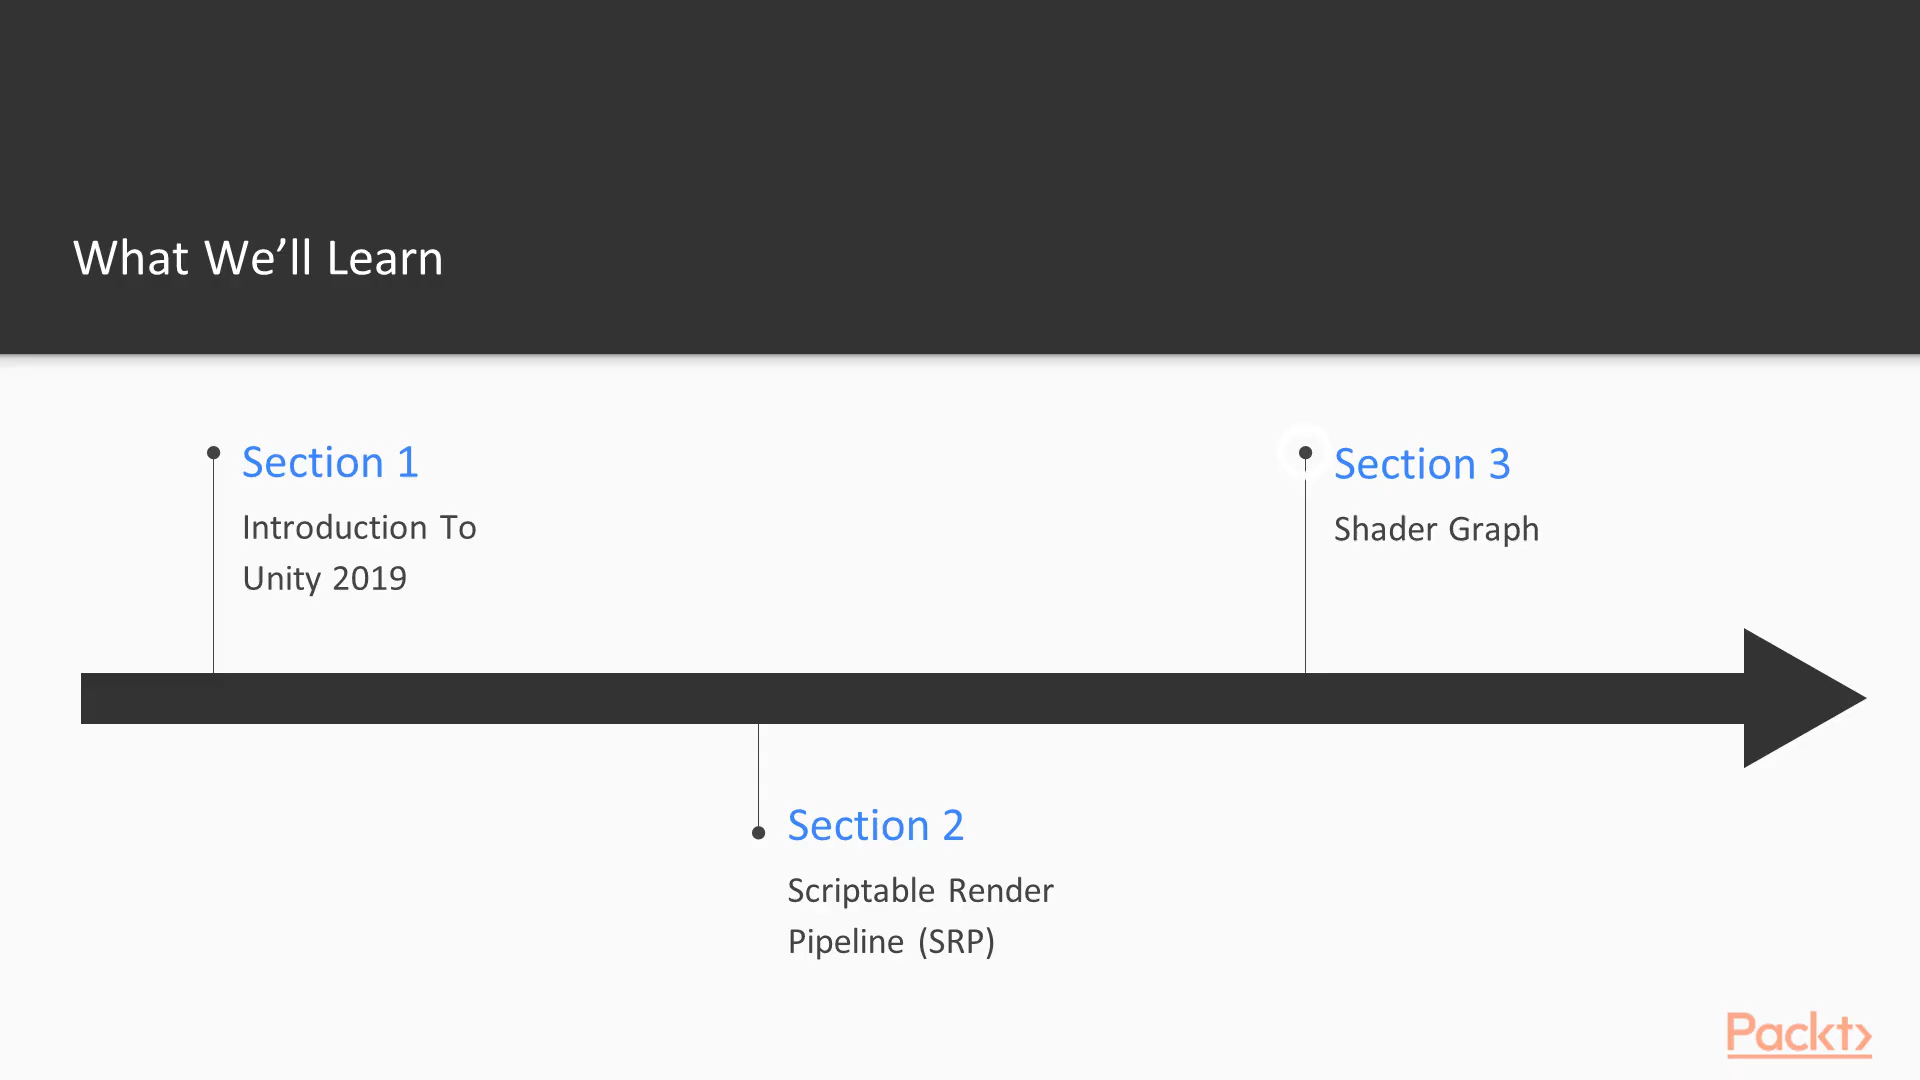 What We’ll Learn
Section 1
Introduction To
Unity 2019
Section 3
Shader Graph
Section 2
Scriptable Render
Pipeline (SRP)
Packt